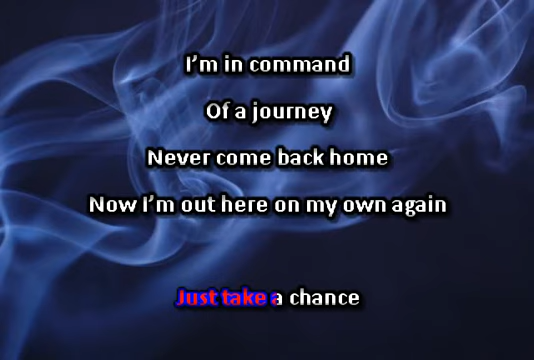 I'm in command
Of a journey
Never come back home
Now I'm out here on my own again
Just take a chance